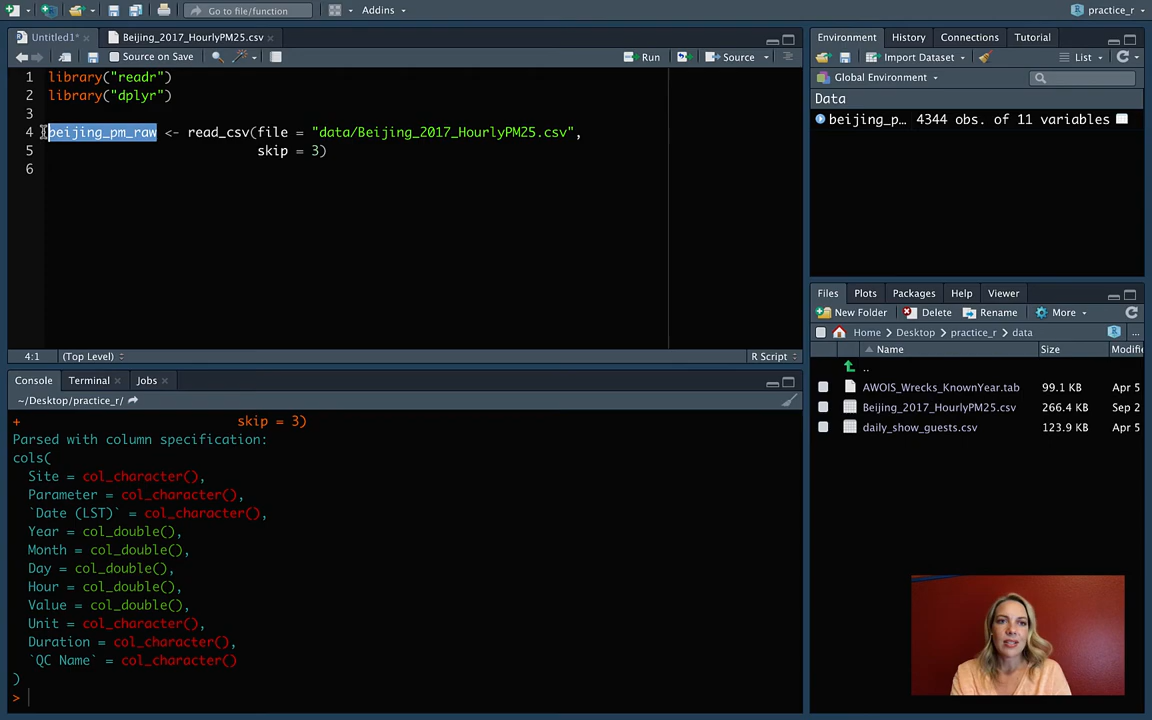 Go to file/function
Addins
practice_r
Untitled1*
Beijing_2017_HourlyPM25.csv
Source on Save
Run
Source
1 library("readr")
2 library("dplyr")
3
4 beijing_pm_raw <- read_csv(file = "data/Beijing_2017_HourlyPM25.csv",
5 skip = 3)
6
4:1 (Top Level) R Script
Console Terminal Jobs
~/Desktop/practice_r/
+ skip = 3)
Parsed with column specification:
cols(
Site = col_character(),
Parameter = col_character(),
`Date (LST)` = col_character(),
Year = col_double(),
Month = col_double(),
Day = col_double(),
Hour = col_double(),
Value = col_double(),
Unit = col_character(),
Duration = col_character(),
`QC Name` = col_character()
)
>
Environment History Connections Tutorial
Import Dataset List
Global Environment
Data
beijing_p… 4344 obs. of 11 variables
Files Plots Packages Help Viewer
New Folder Delete Rename More
Home Desktop practice_r data
...
Name Size Modifie
..
AWOIS_Wrecks_KnownYear.tab 99.1 KB Apr 5
Beijing_2017_HourlyPM25.csv 266.4 KB Sep 2
daily_show_guests.csv 123.9 KB Apr 5